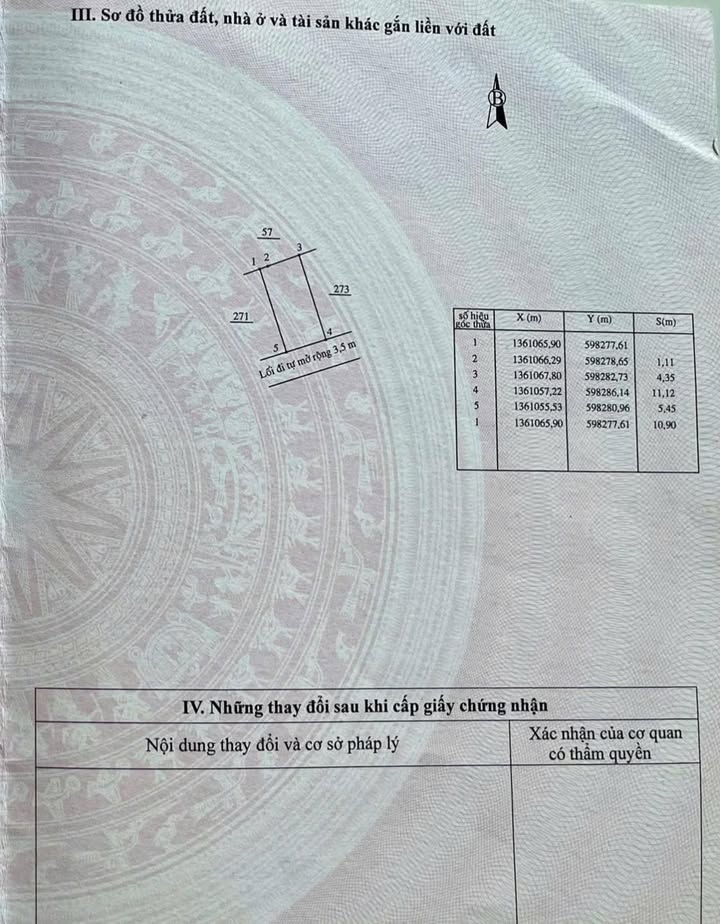 III. Sơ đồ thửa đất, nhà ở và tài sản khác gắn liền với đất
B
57
1 2 3
271
273
5 4
Lối đi tự mở rộng 3,5 m
số hiệu góc thửa X (m) Y (m) S(m)
1 1361065,90 598277,61
2 1361066,29 598278,65 1,11
3 1361067,80 598282,73 4,35
4 1361057,22 598286,14 11,12
5 1361055,53 598280,96 5,45
1 1361065,90 598277,61 10,90
IV. Những thay đổi sau khi cấp giấy chứng nhận
Nội dung thay đổi và cơ sở pháp lý
Xác nhận của cơ quan
có thẩm quyền